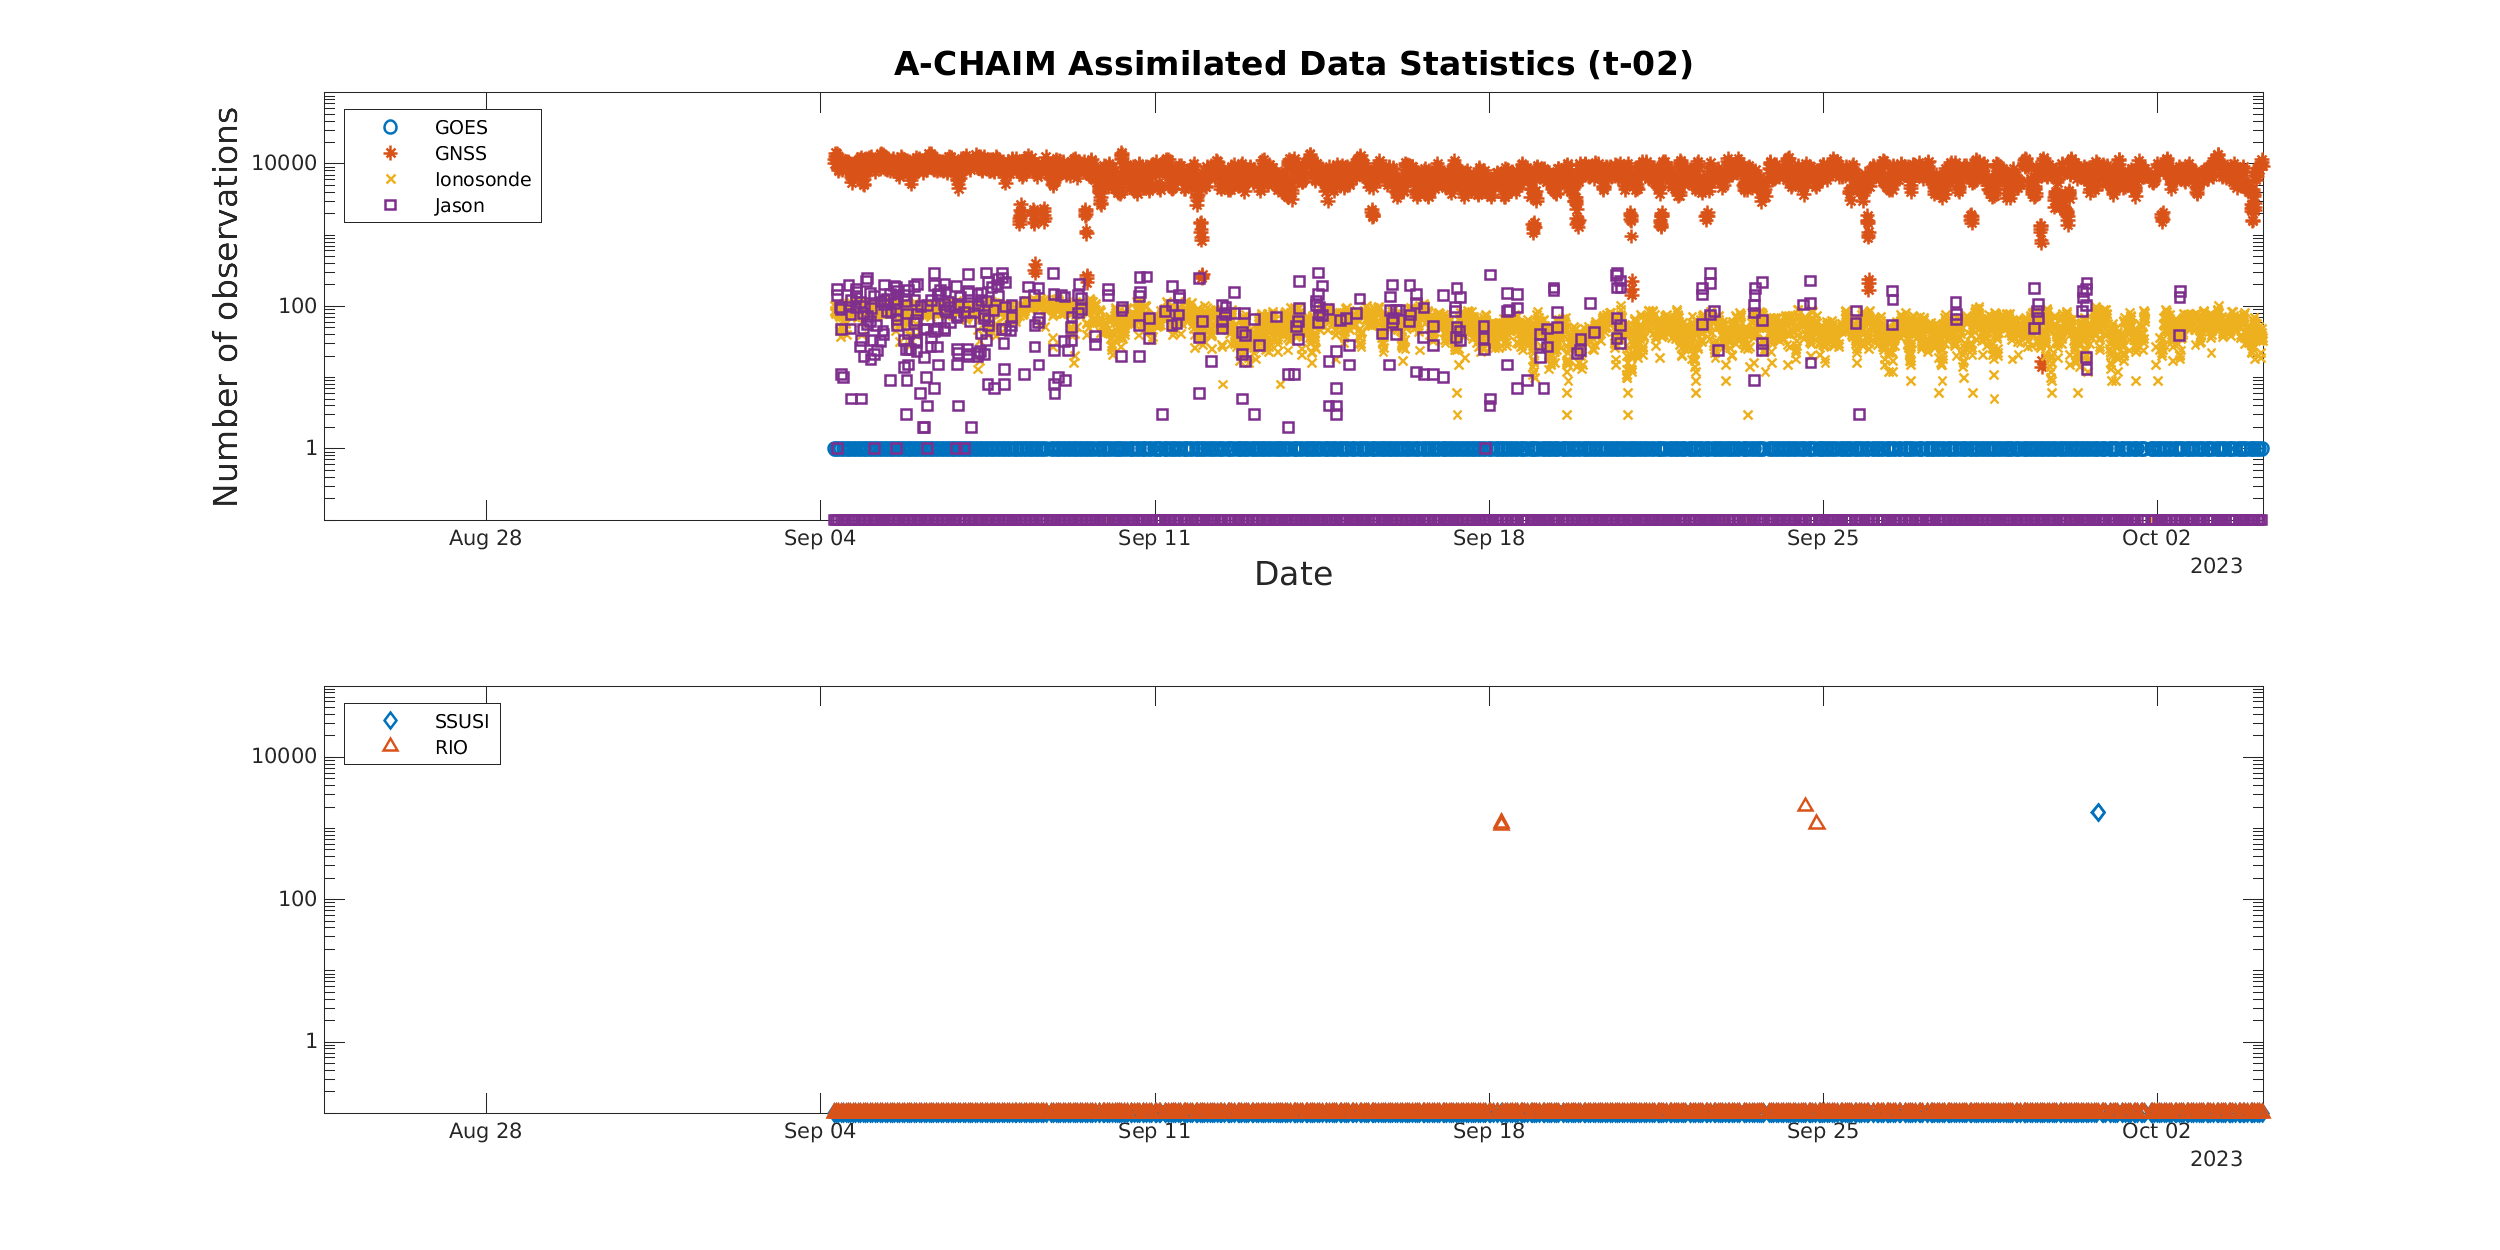 A-CHAIM Assimilated Data Statistics (t-02)
Number of observations
10000
100
1
GOES
GNSS
Ionosonde
Jason
Aug 28
Sep 04
Sep 11
Sep 18
Sep 25
Oct 02
2023
Date
10000
100
1
SSUSI
RIO
Aug 28
Sep 04
Sep 11
Sep 18
Sep 25
Oct 02
2023